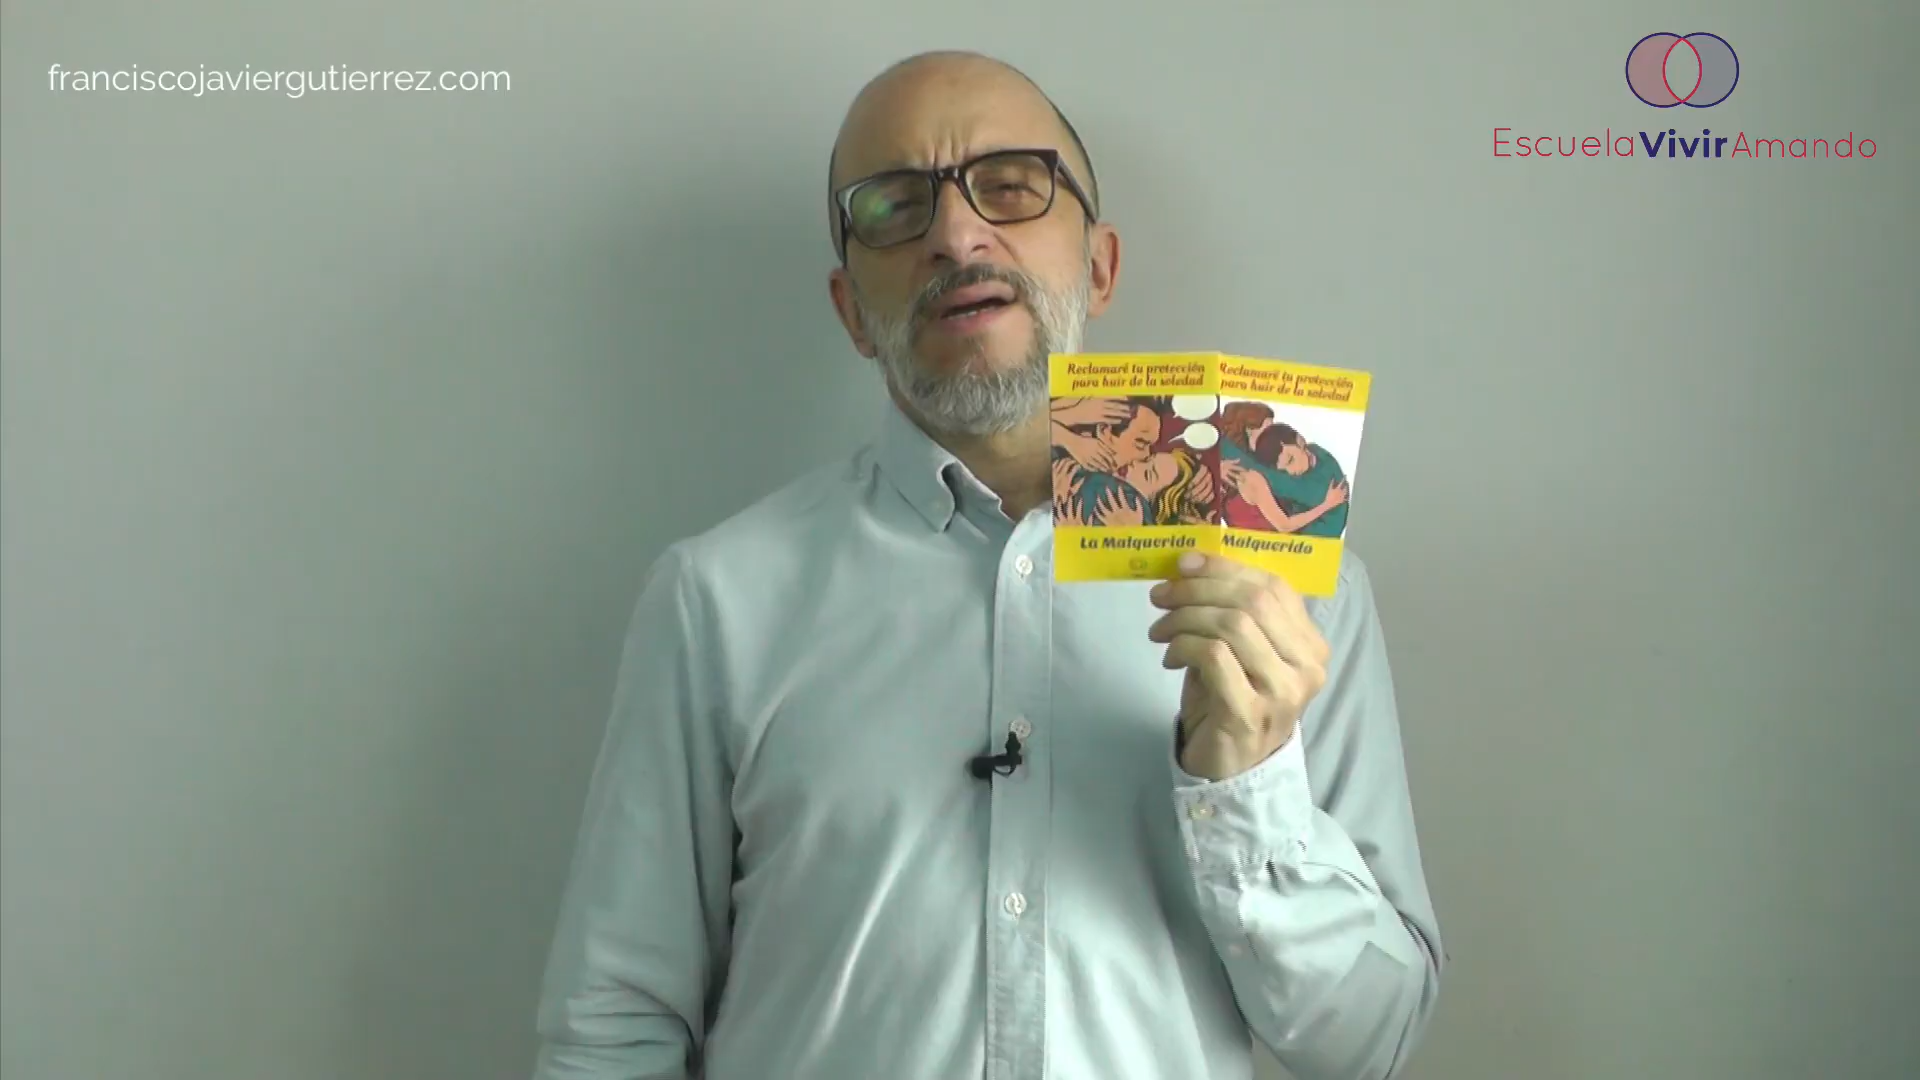 franciscojaviergutierrez.com
EscuelaVivirAmando
Reclamaré tu protección
para huir de la soledad
La Malquerida
Reclamaré tu protección
para huir de la soledad
Malquerido